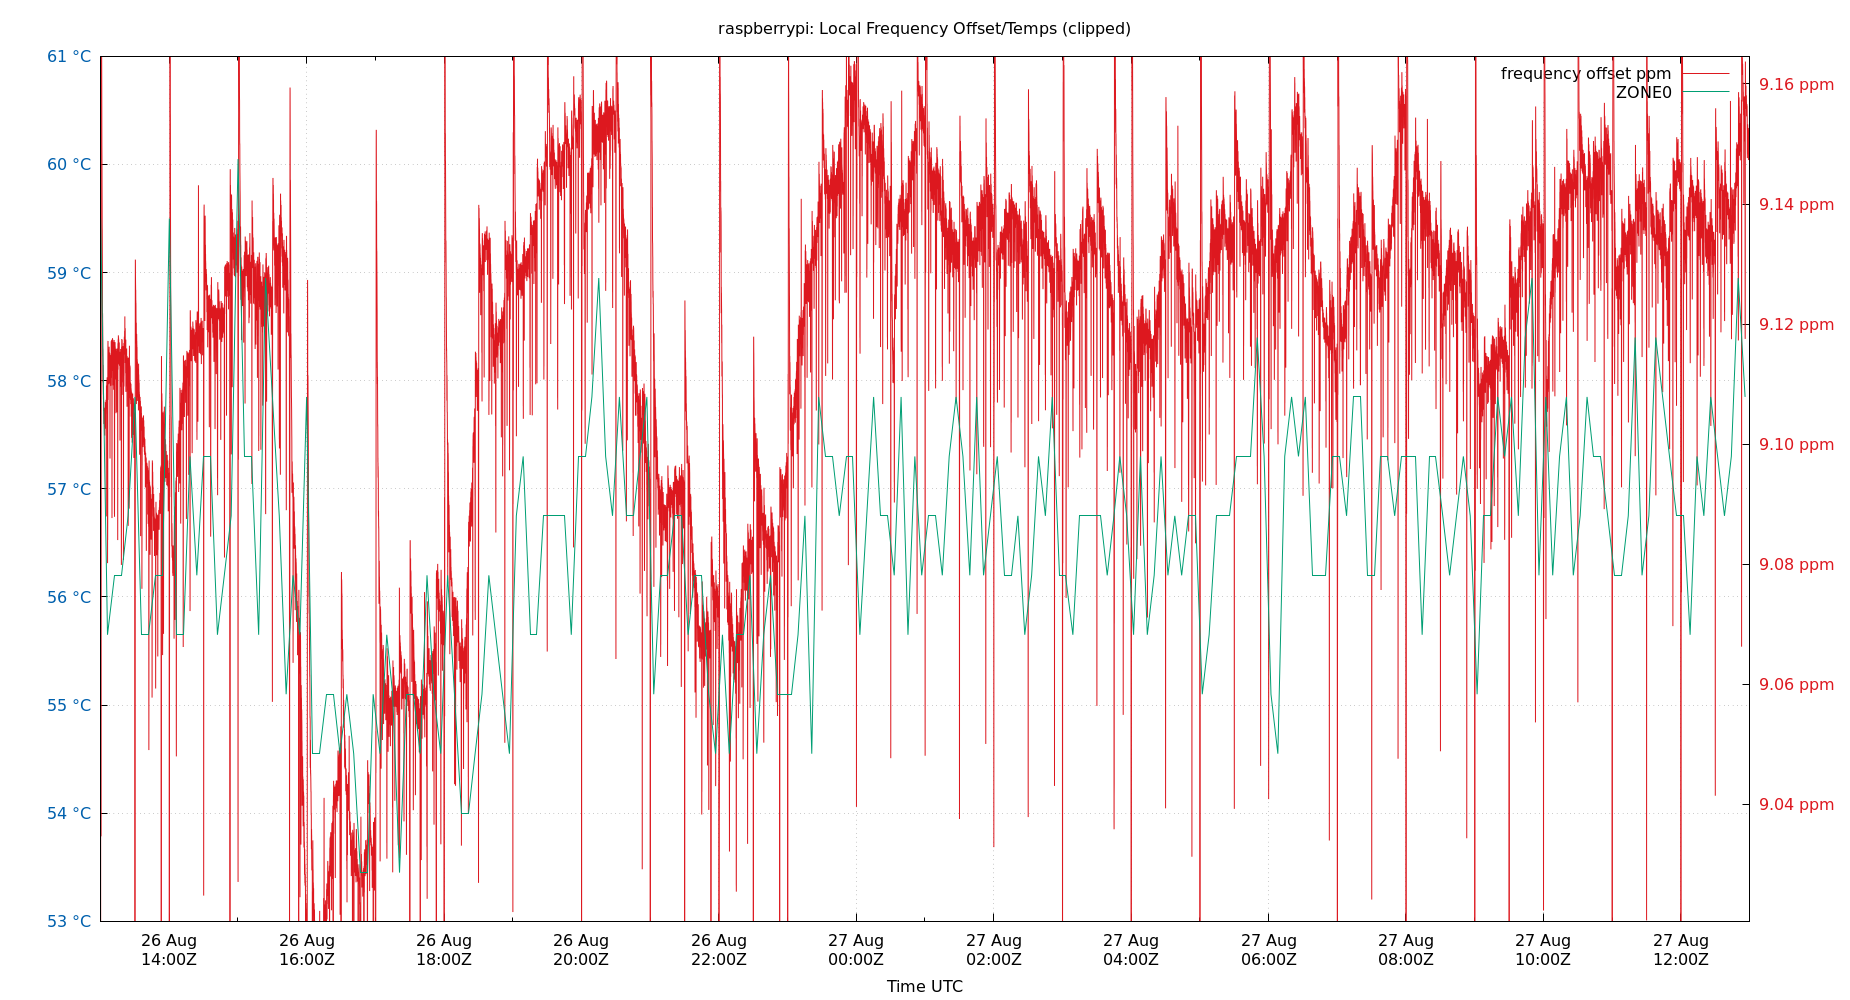 raspberrypi: Local Frequency Offset/Temps (clipped)
61 °C
60 °C
59 °C
58 °C
57 °C
56 °C
55 °C
54 °C
53 °C
frequency offset ppm
ZONE0
9.16 ppm
9.14 ppm
9.12 ppm
9.10 ppm
9.08 ppm
9.06 ppm
9.04 ppm
26 Aug 26 Aug 26 Aug 26 Aug 26 Aug 27 Aug 27 Aug 27 Aug 27 Aug 27 Aug 27 Aug 27 Aug
14:00Z 16:00Z 18:00Z 20:00Z 22:00Z 00:00Z 02:00Z 04:00Z 06:00Z 08:00Z 10:00Z 12:00Z
Time UTC